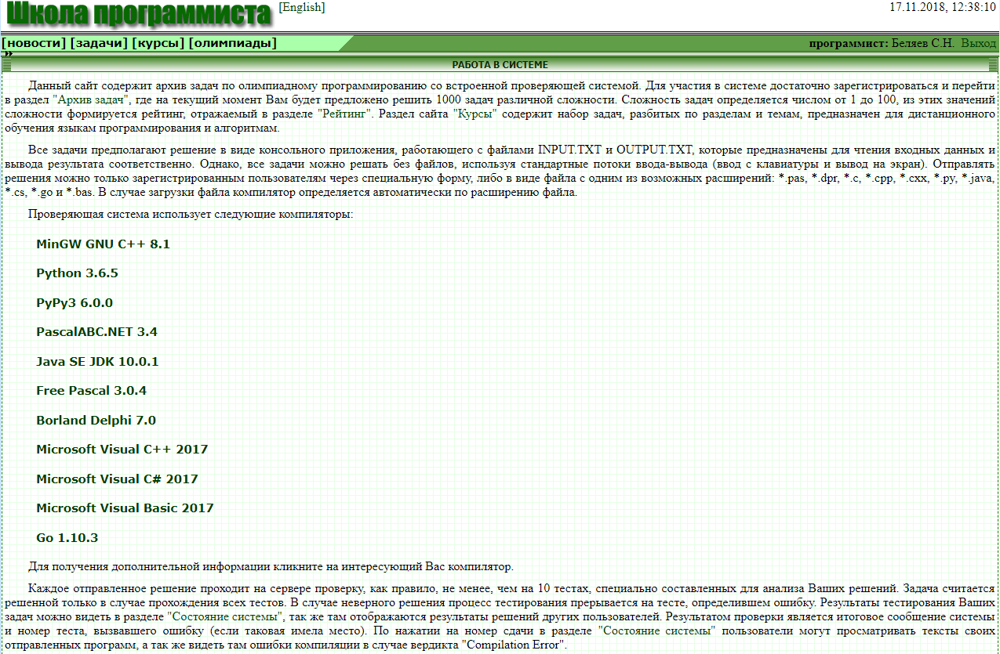 Школа программиста [English] 17.11.2018, 12:38:10
[новости] [задачи] [курсы] [олимпиады] программист: Беляев С.Н. Выход
РАБОТА В СИСТЕМЕ
Данный сайт содержит архив задач по олимпиадному программированию со встроенной проверяющей системой. Для участия в системе достаточно зарегистрироваться и перейти
в раздел "Архив задач", где на текущий момент Вам будет предложено решить 1000 задач различной сложности. Сложность задач определяется числом от 1 до 100, из этих значений
сложности формируется рейтинг, отражаемый в разделе "Рейтинг". Раздел сайта "Курсы" содержит набор задач, разбитых по разделам и темам, предназначен для дистанционного
обучения языкам программирования и алгоритмам.
Все задачи предполагают решение в виде консольного приложения, работающего с файлами INPUT.TXT и OUTPUT.TXT, которые предназначены для чтения входных данных и
вывода результата соответственно. Однако, все задачи можно решать без файлов, используя стандартные потоки ввода-вывода (ввод с клавиатуры и вывод на экран). Отправлять
решения можно только зарегистрированным пользователям через специальную форму, либо в виде файла с одним из возможных расширений: *.pas, *.dpr, *.c, *.cpp, *.cxx, *.py, *.java,
*.cs, *.go и *.bas. В случае загрузки файла компилятор определяется автоматически по расширению файла.
Проверяющая система использует следующие компиляторы:
MinGW GNU C++ 8.1
Python 3.6.5
PyPy3 6.0.0
PascalABC.NET 3.4
Java SE JDK 10.0.1
Free Pascal 3.0.4
Borland Delphi 7.0
Microsoft Visual C++ 2017
Microsoft Visual C# 2017
Microsoft Visual Basic 2017
Go 1.10.3
Для получения дополнительной информации кликните на интересующий Вас компилятор.
Каждое отправленное решение проходит на сервере проверку, как правило, не менее, чем на 10 тестах, специально составленных для анализа Ваших решений. Задача считается
решенной только в случае прохождения всех тестов. В случае неверного решения процесс тестирования прерывается на тесте, определившем ошибку. Результаты тестирования Ваших
задач можно видеть в разделе "Состояние системы", так же там отображаются результаты решений других пользователей. Результатом проверки является итоговое сообщение системы
и номер теста, вызвавшего ошибку (если таковая имела место). По нажатии на номер сдачи в разделе "Состояние системы" пользователи могут просматривать тексты своих
отправленных программ, а так же видеть там ошибки компиляции в случае вердикта "Compilation Error".